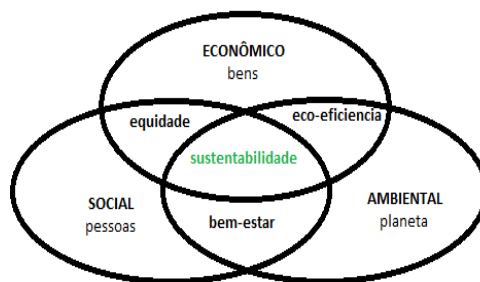 ECONÔMICO
bens
equidade
eco-eficiencia
sustentabilidade
SOCIAL
pessoas
AMBIENTAL
planeta
bem-estar